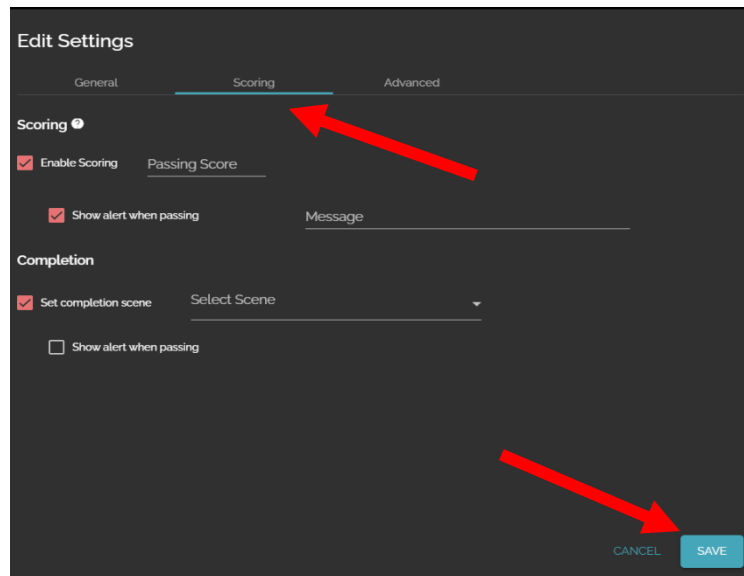 Edit Settings
General Scoring Advanced
Scoring ?
Enable Scoring Passing Score
Show alert when passing Message
Completion
Set completion scene Select Scene
Show alert when passing
CANCEL SAVE